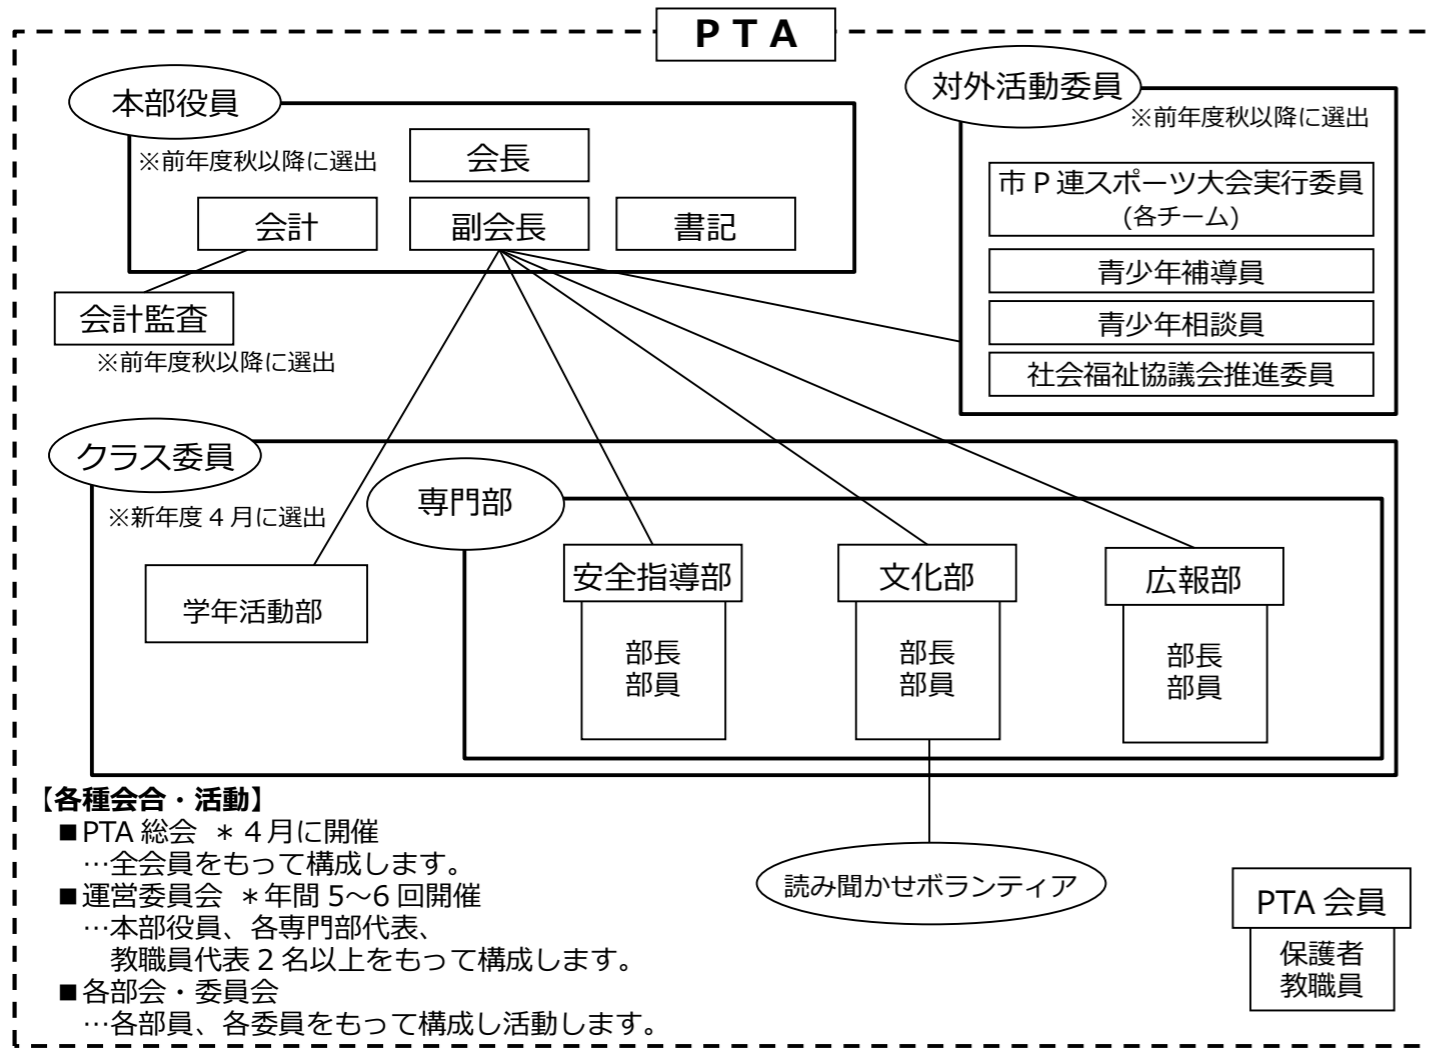 PTA
本部役員
※前年度秋以降に選出
会長
会計
副会長
書記
会計監査
※前年度秋以降に選出
対外活動委員
※前年度秋以降に選出
市P連スポーツ大会実行委員
(各チーム)
青少年補導員
青少年相談員
社会福祉協議会推進委員
クラス委員
※新年度4月に選出
学年活動部
専門部
安全指導部
部長
部員
文化部
部長
部員
広報部
部長
部員
読み聞かせボランティア
【各種会合・活動】
■PTA 総会 *4月に開催
…全会員をもって構成します。
■運営委員会 *年間 5~6 回開催
…本部役員、各専門部代表、
教職員代表2名以上をもって構成します。
■各部会・委員会
…各部員、各委員をもって構成し活動します。
PTA 会員
保護者
教職員